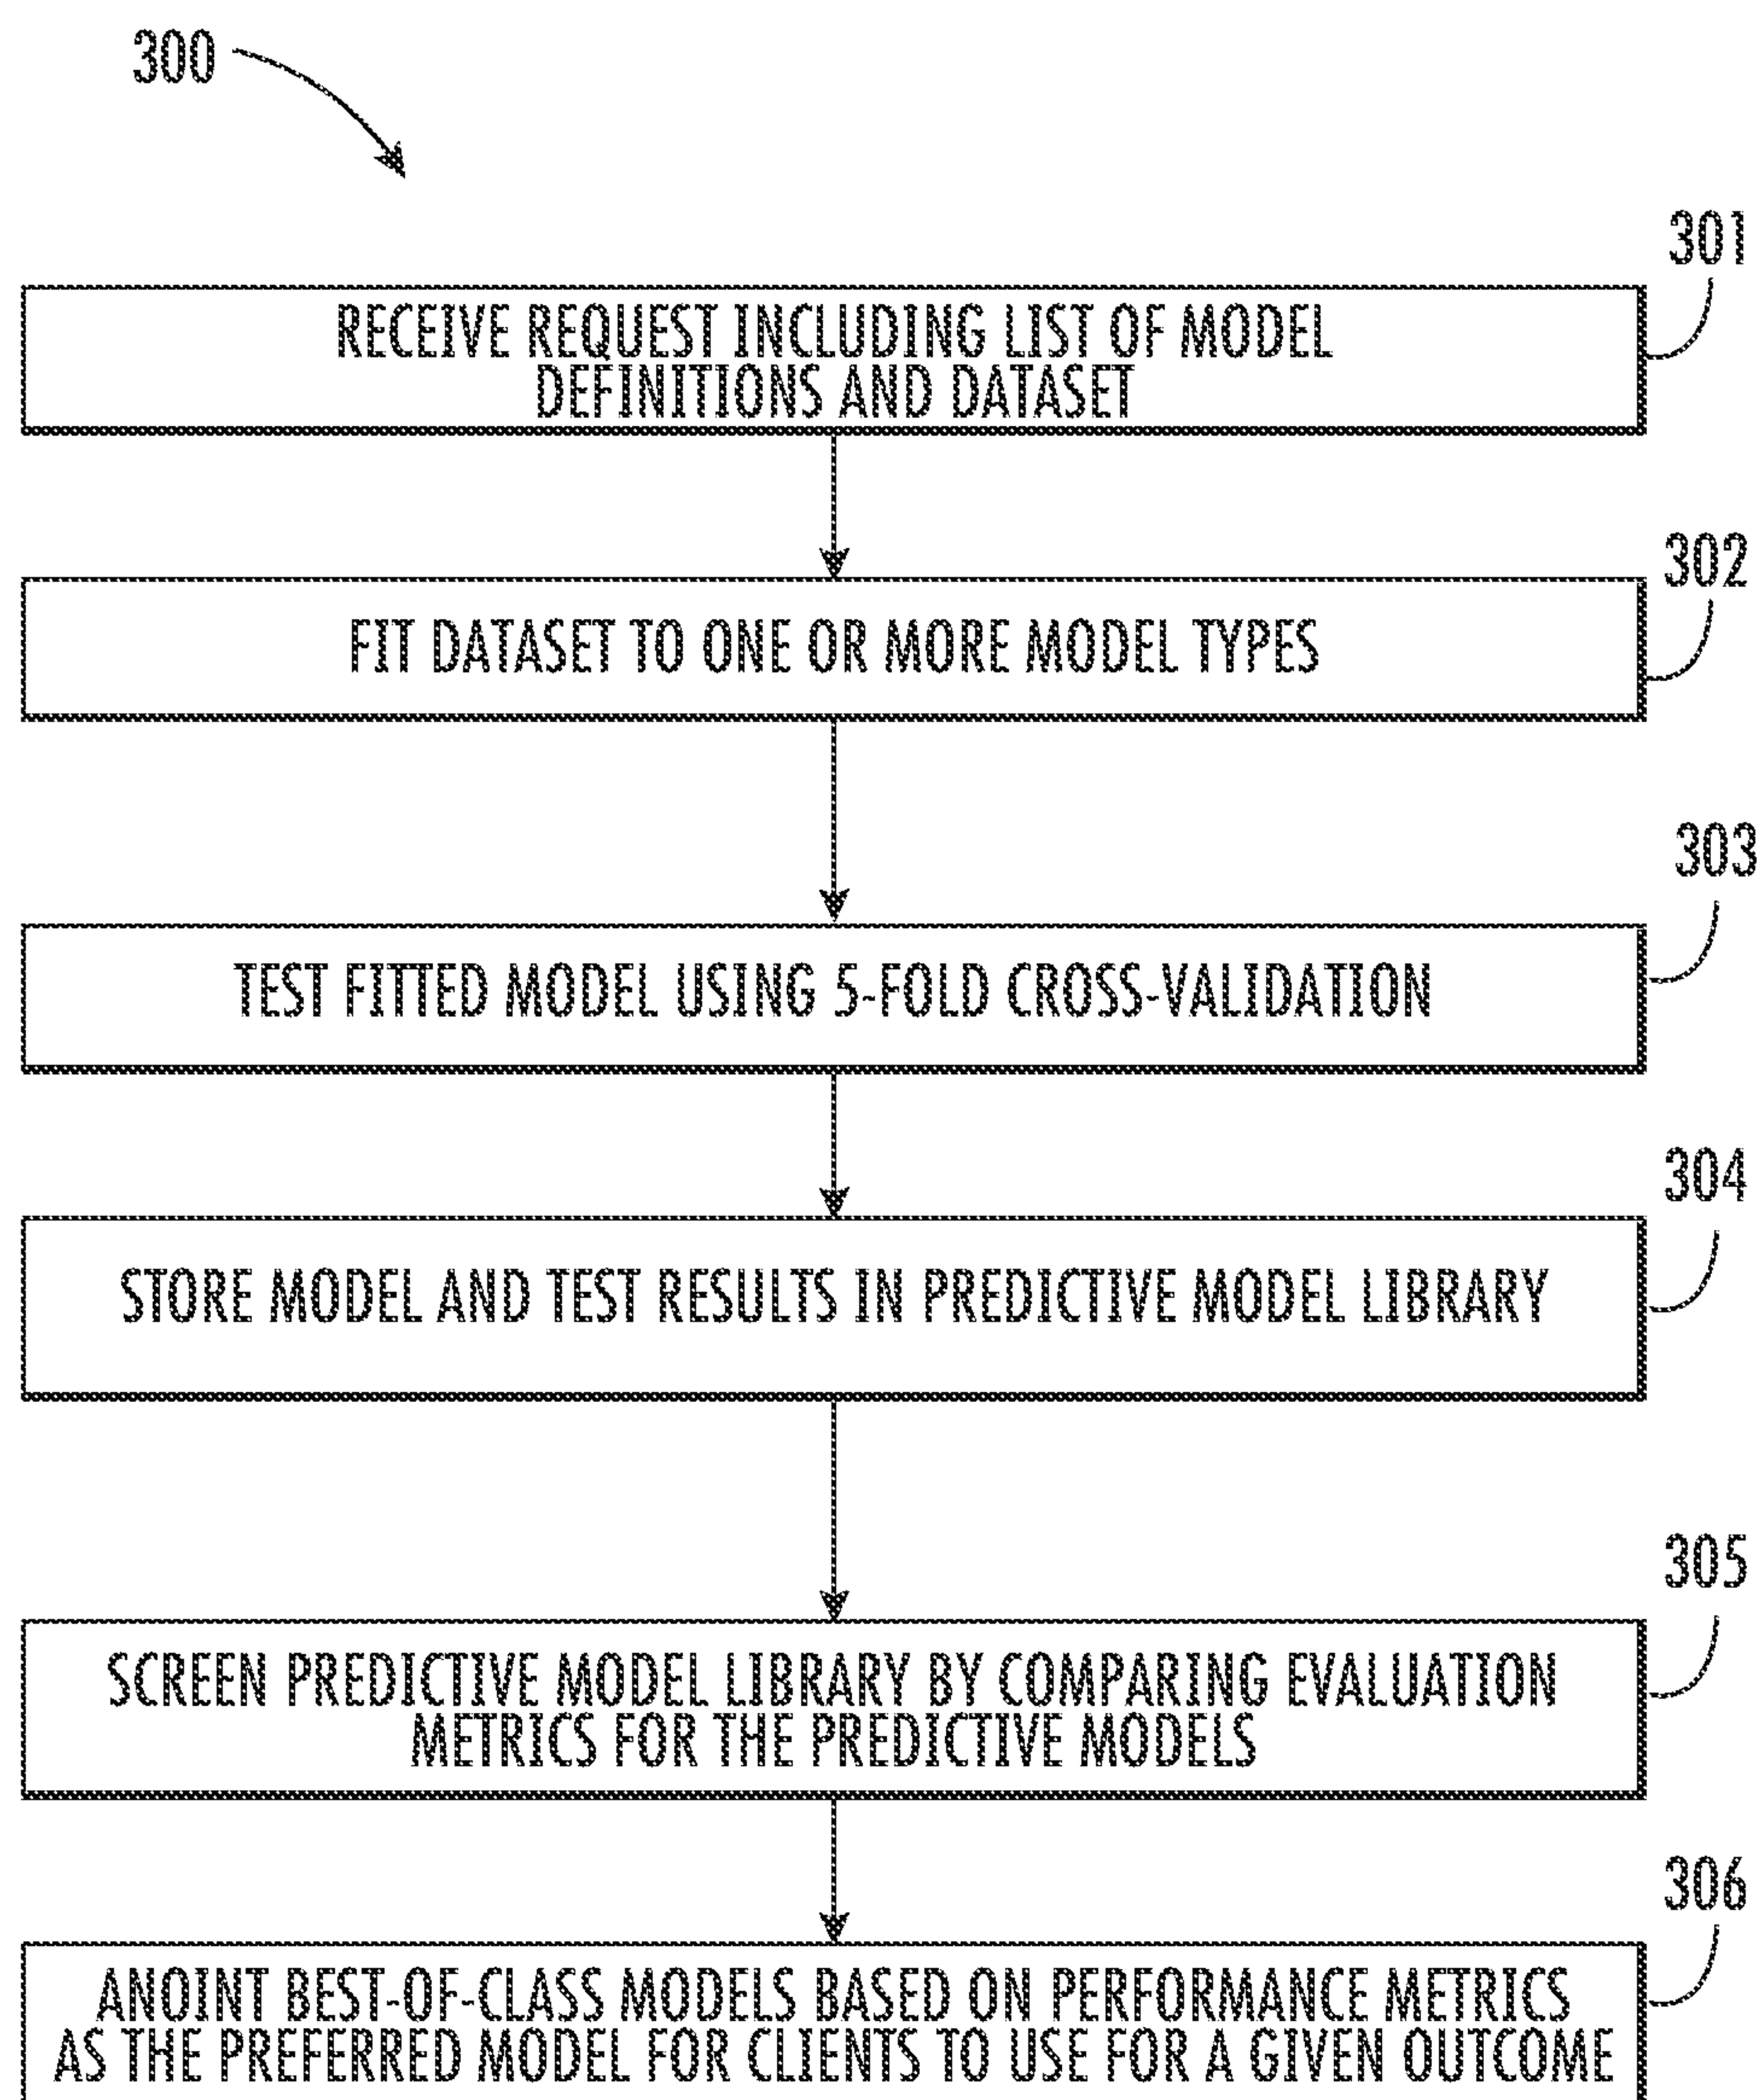 300
301
RECEIVE REQUEST INCLUDING LIST OF MODEL
DEFINITIONS AND DATASET
302
FIT DATASET TO ONE OR MORE MODEL TYPES
303
TEST FITTED MODEL USING 5-FOLD CROSS-VALIDATION
304
STORE MODEL AND TEST RESULTS IN PREDICTIVE MODEL LIBRARY
305
SCREEN PREDICTIVE MODEL LIBRARY BY COMPARING EVALUATION
METRICS FOR THE PREDICTIVE MODELS
306
ANOINT BEST-OF-CLASS MODELS BASED ON PERFORMANCE METRICS
AS THE PREFERRED MODEL FOR CLIENTS TO USE FOR A GIVEN OUTCOME